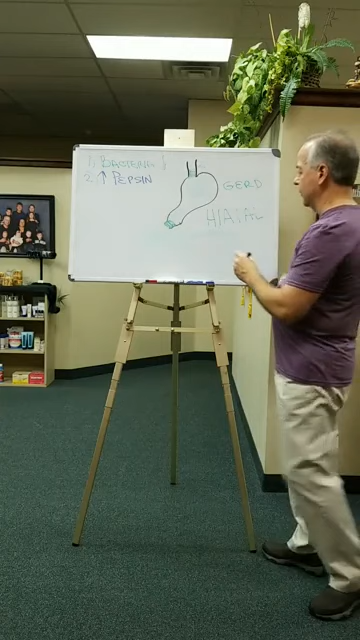 1. BACTERIA
2. ↑ PEPSIN
GERD
HIATAL